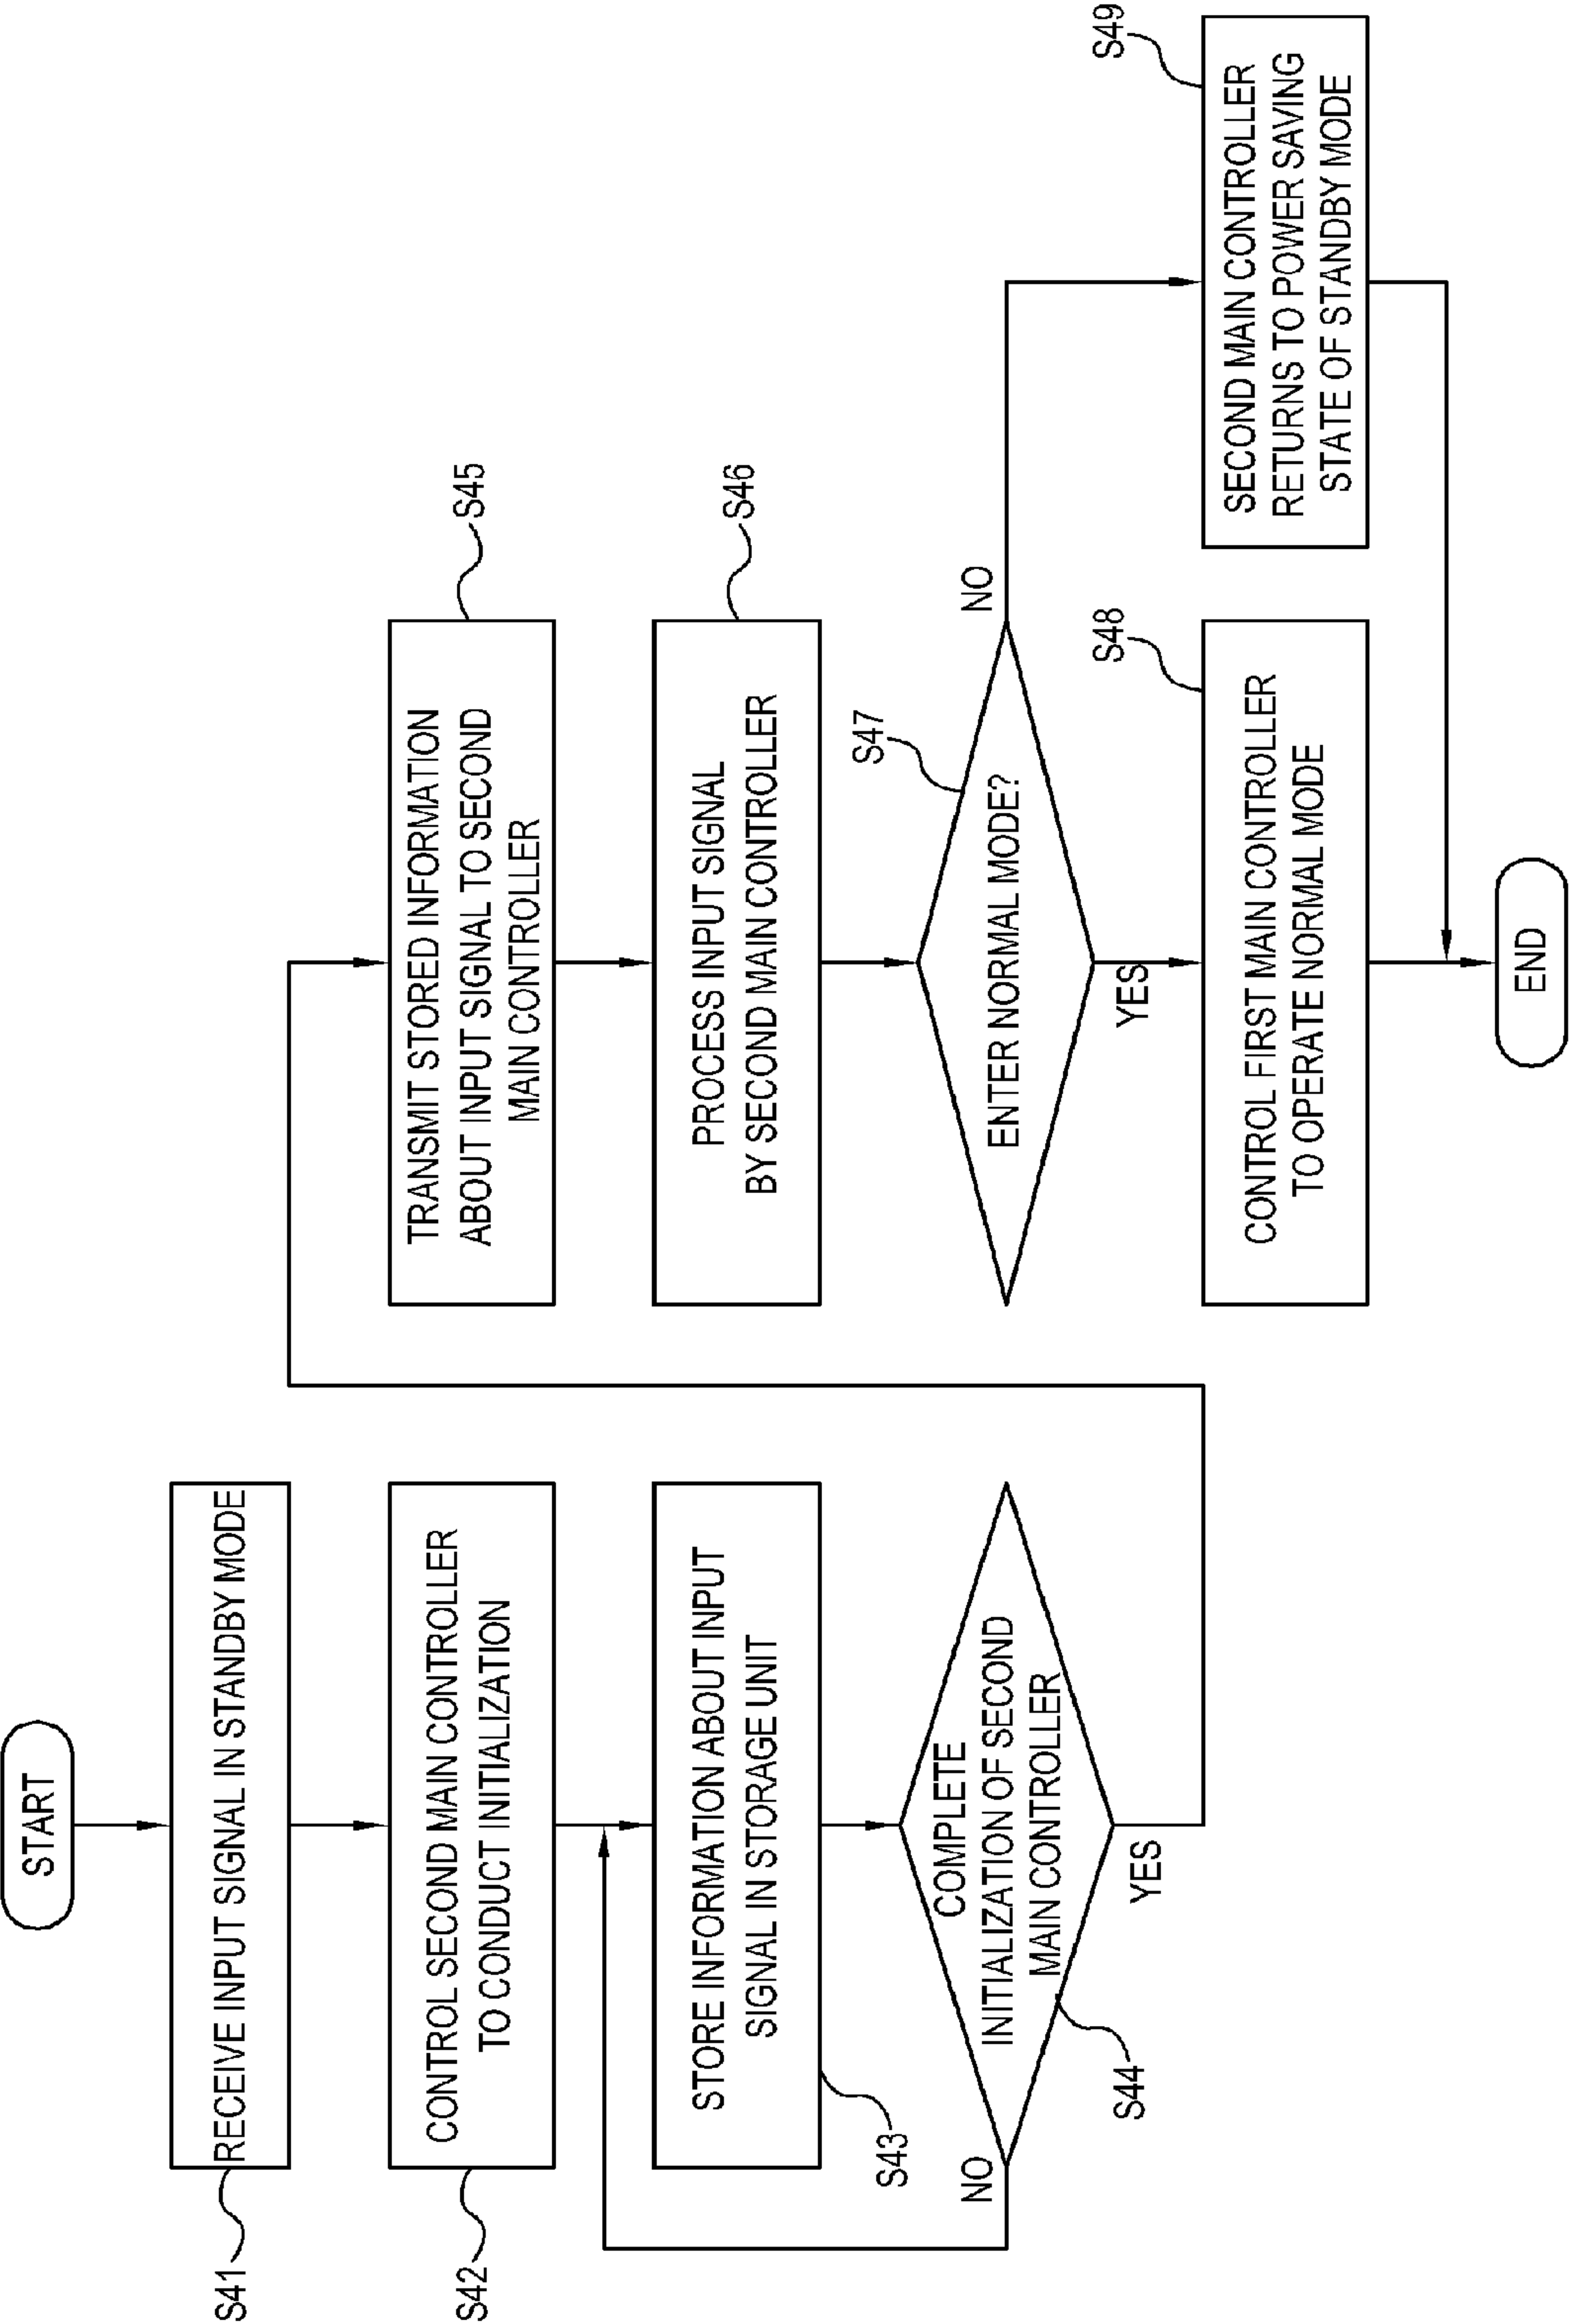 START
S41
RECEIVE INPUT SIGNAL IN STANDBY MODE
S42
CONTROL SECOND MAIN CONTROLLER
TO CONDUCT INITIALIZATION
STORE INFORMATION ABOUT INPUT
SIGNAL IN STORAGE UNIT
S43
NO
COMPLETE
INITIALIZATION OF SECOND
MAIN CONTROLLER
S44
YES
TRANSMIT STORED INFORMATION
ABOUT INPUT SIGNAL TO SECOND
MAIN CONTROLLER
S45
PROCESS INPUT SIGNAL
BY SECOND MAIN CONTROLLER
S46
S47
ENTER NORMAL MODE?
NO
YES
S48
CONTROL FIRST MAIN CONTROLLER
TO OPERATE NORMAL MODE
S49
SECOND MAIN CONTROLLER
RETURNS TO POWER SAVING
STATE OF STANDBY MODE
END